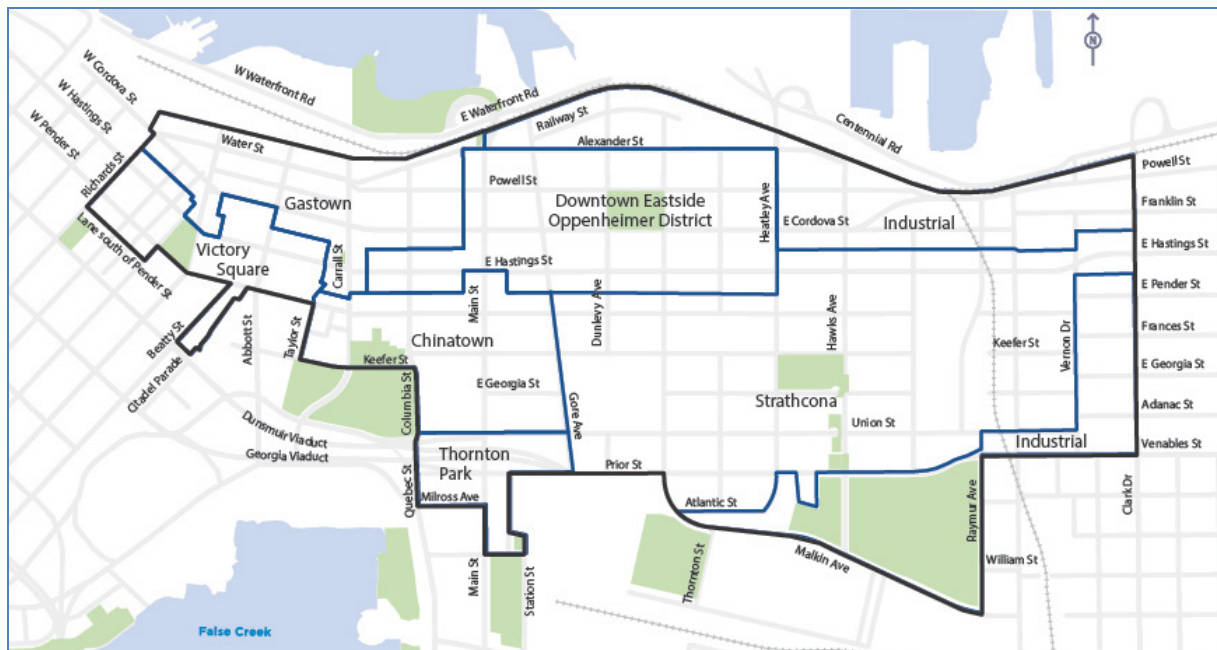 N
W Cordova St
W Hastings St
W Pender St
W Waterfront Rd
E Waterfront Rd
Railway St
Centennial Rd
Water St
Alexander St
Powell St
Richards St
Powell St
Gastown
Downtown Eastside
Oppenheimer District
Heatley Ave
E Cordova St
Industrial
Franklin St
Lane south of Pender St
Victory
Square
Carrall St
E Hastings St
E Hastings St
Main St
Dunlevy Ave
Hawks Ave
E Pender St
Beatty St
Abbott St
Taylor St
Chinatown
Keefer St
Vernon Dr
Frances St
Citadel Parade
Keefer St
E Georgia St
E Georgia St
Columbia St
Gore Ave
Strathcona
Adanac St
Dunsmuir Viaduct
Union St
Industrial
Venables St
Georgia Viaduct
Thornton
Park
Prior St
Quebec St
Milross Ave
Atlantic St
Raymur Ave
Clark Dr
Main St
Station St
Thornton St
Malkin Ave
William St
False Creek